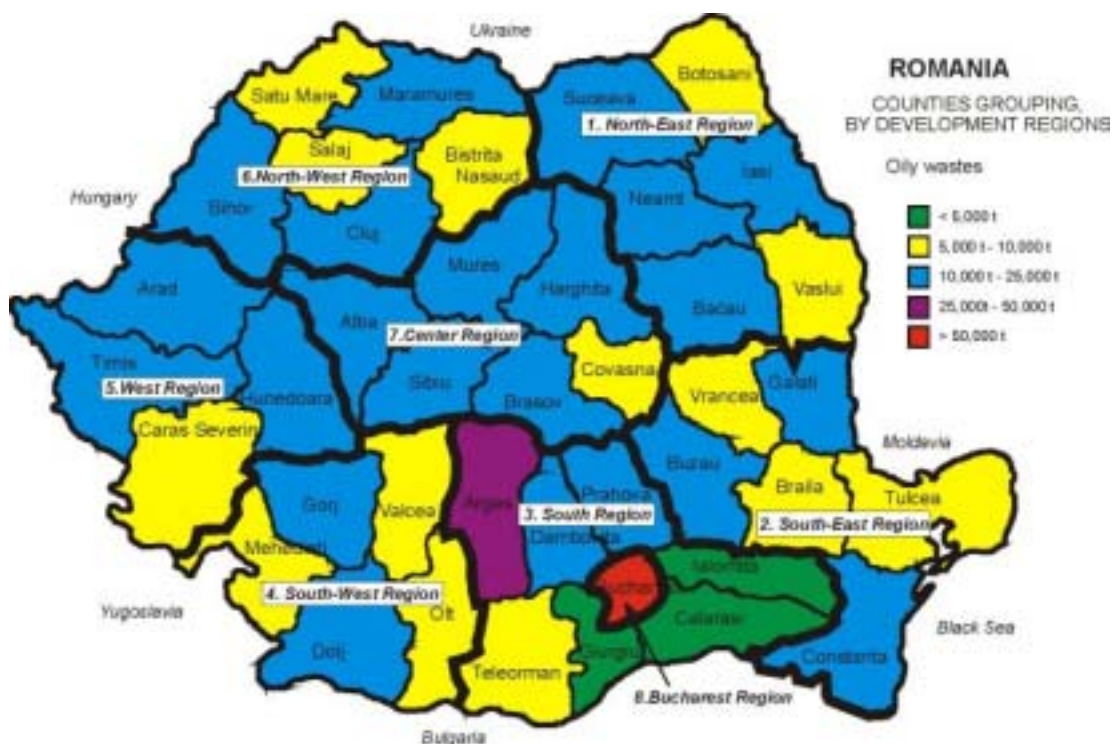 Ukraine
ROMANIA
COUNTIES GROUPING,
BY DEVELOPMENT REGIONS
Oily wastes
< 5,000 t
5,000 t - 10,000 t
10,000 t - 25,000 t
25,000t - 50,000 t
> 50,000 t
Botosani
Satu Mare
Maramures
Suceava
1. North-East Region
Salaj
Bistrita
Nasaud
6.North-West Region
Iasi
Hungary
Bihor
Neamt
Cluj
Mures
Arad
Harghita
Vaslui
Bacau
Alba
7.Center Region
Timis
Covasna
5.West Region
Sibiu
Galati
Hunedoara
Brasov
Vrancea
Caras Severin
Moldavia
Buzau
Braila
Tulcea
Gorj
Valcea
Arges
Prahova
3. South Region
2. South-East Region
Dambovita
Mehedinti
Ialomita
4. South-West Region
Yugoslavia
Olt
Calarasi
Black Sea
Dolj
Giurgiu
Constanta
Teleorman
8.Bucharest Region
Bulgaria